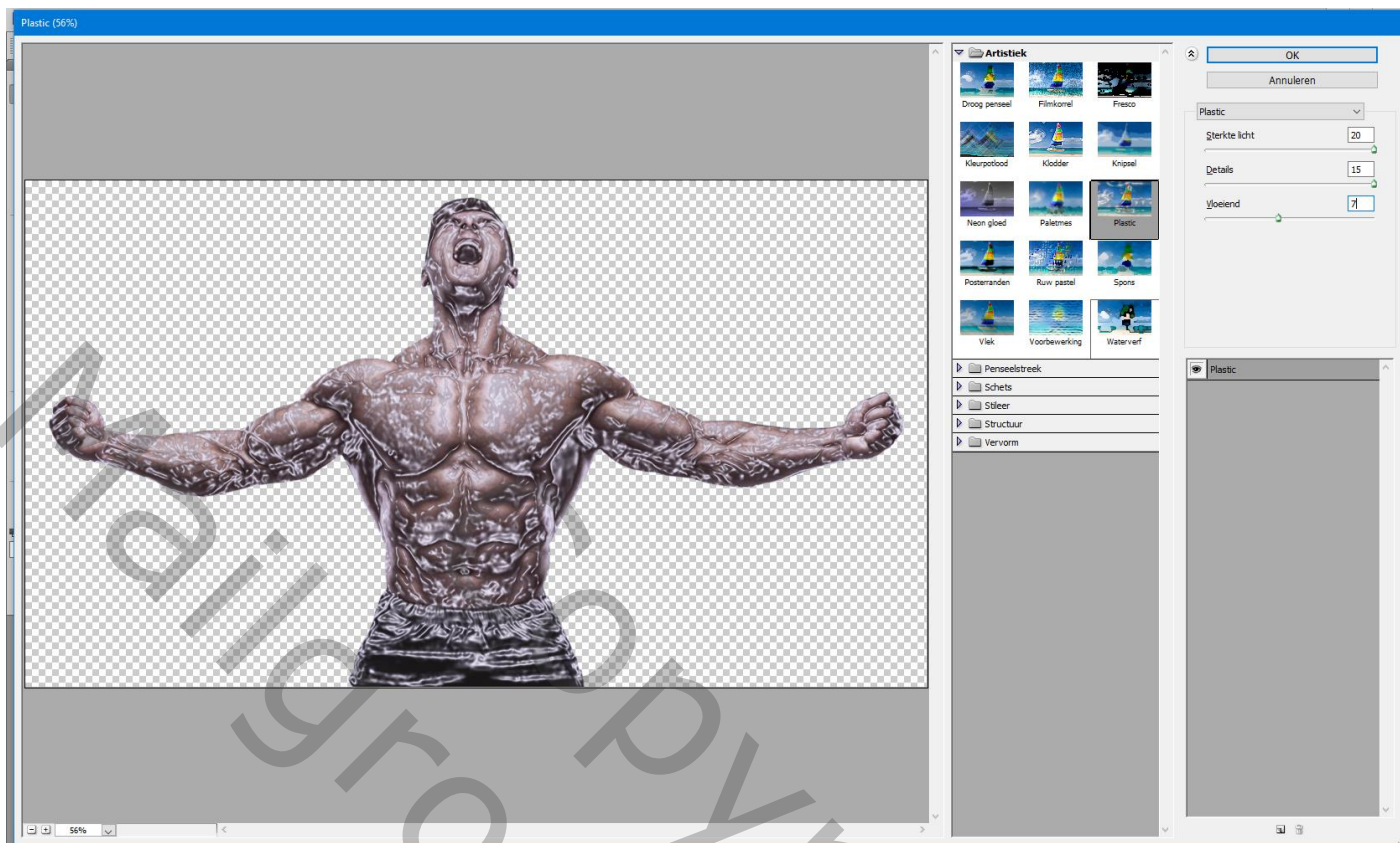 Plastic (56%)
Artistiek
Droog penseel Filmkorrel Fresco
Kleurpotlood Klodder Knipsel
Neon gloed Paletmes Plastic
Posterranden Ruw pastel Spons
Vlek Voorbewerking Waterverf
Penseelstreek
Schets
Stileer
Structuur
Vervorm
OK
Annuleren
Plastic
Sterkte licht 20
Details 15
Vloeiend 7
Plastic
56%